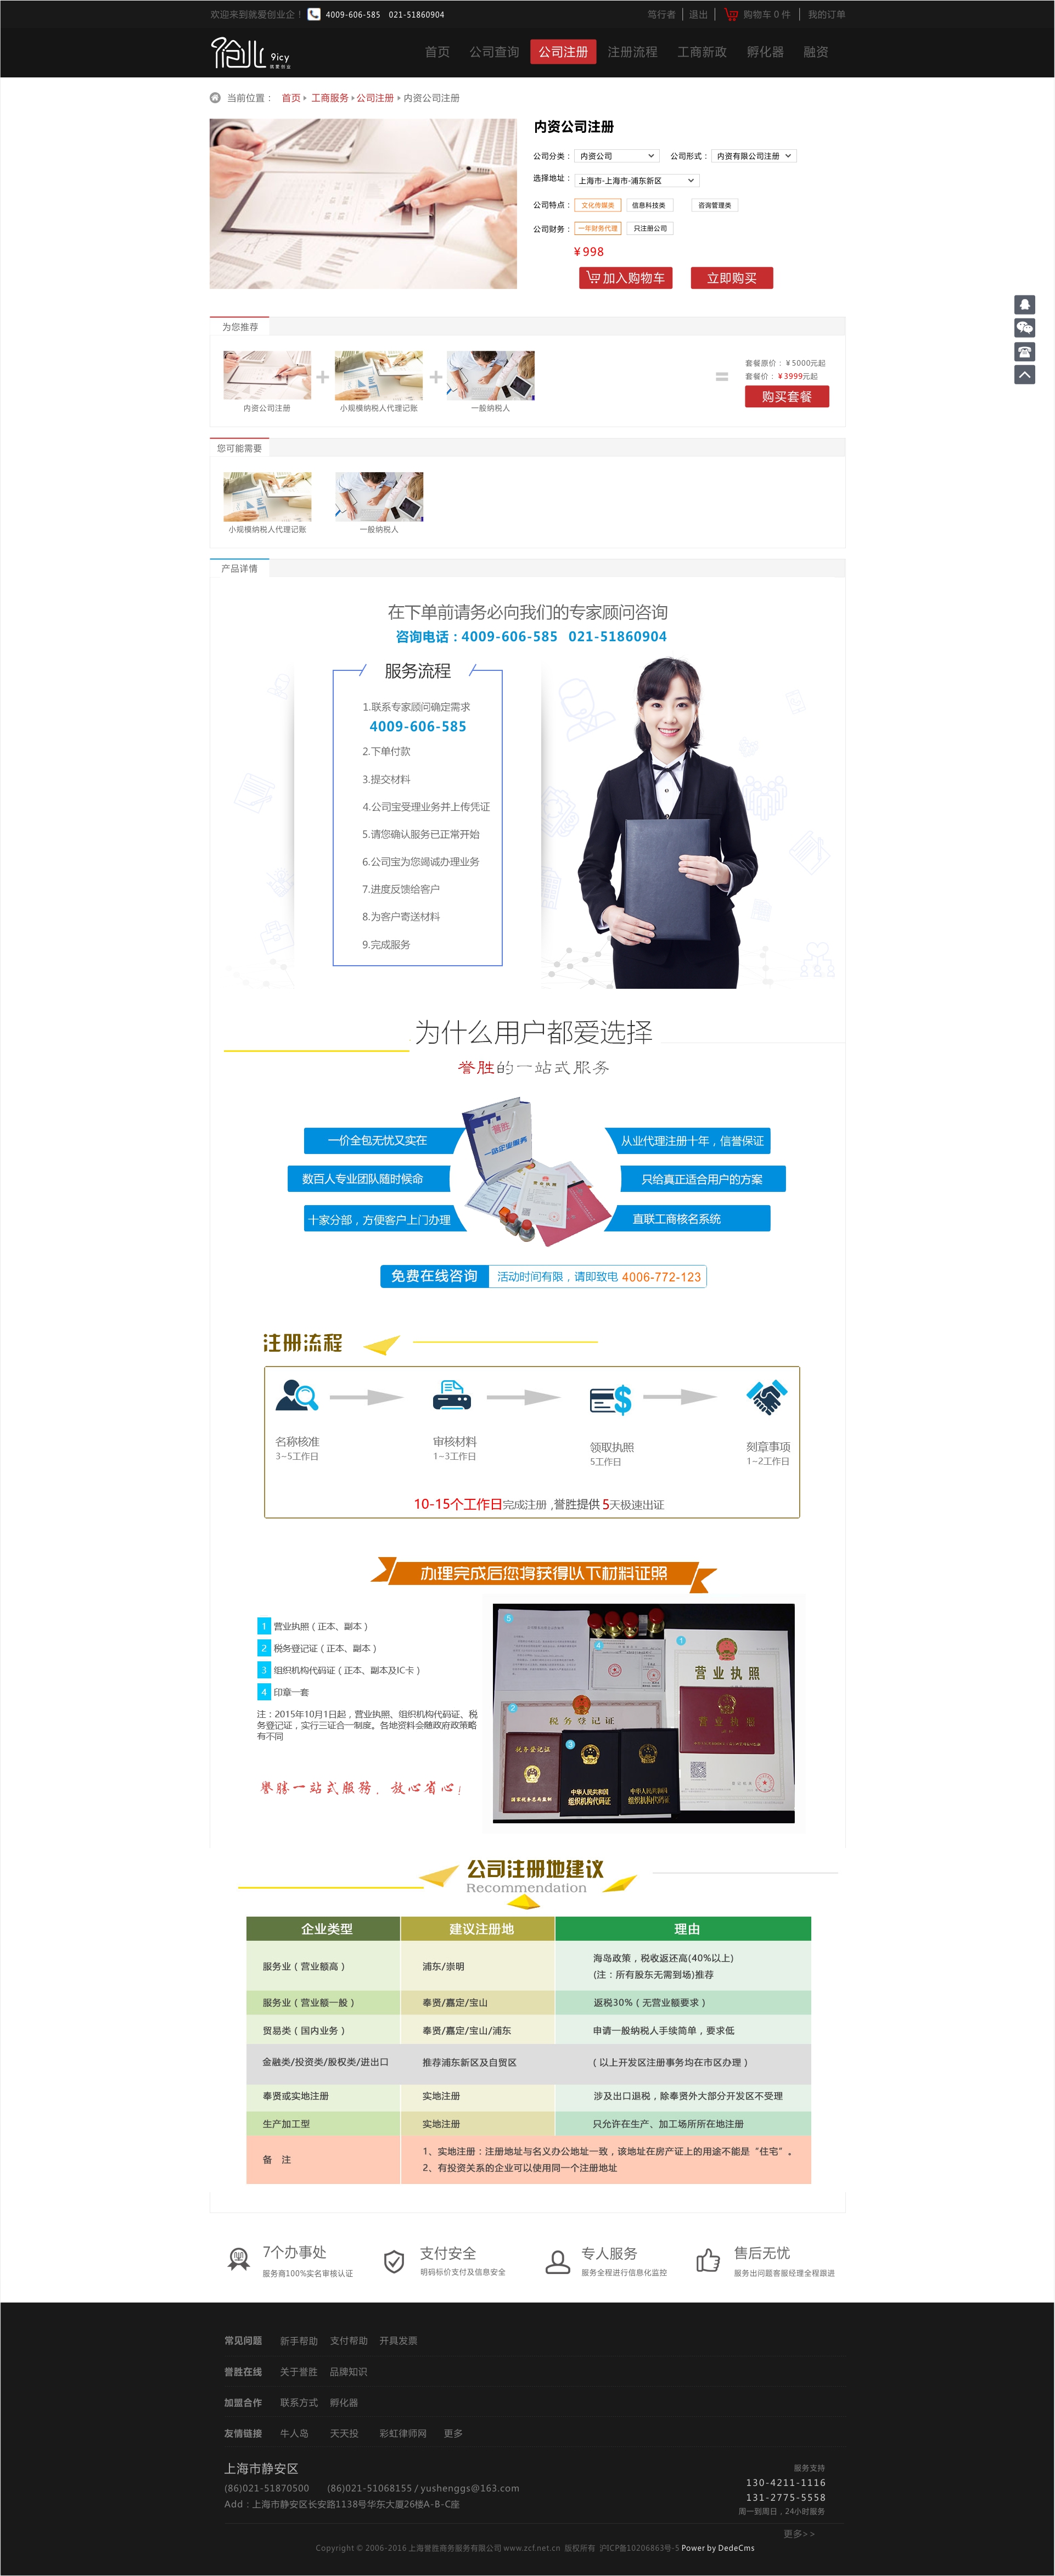 欢迎来到就爱创业企！ 4009-606-585 021-51860904 笃行者 退出 购物车 0 件 我的订单
9icy
首页 公司查询 公司注册 注册流程 工商新政 孵化器 融资
当前位置： 首页 工商服务 公司注册 内资公司注册
内资公司注册
公司分类： 内资公司 公司形式： 内资有限公司注册
选择地址： 上海市-上海市-浦东新区
公司特点： 文化传媒类 信息科技类 咨询管理类
公司财务： 一年财务代理 只注册公司
¥998
加入购物车 立即购买
为您推荐
内资公司注册 小规模纳税人代理记账 一般纳税人
套餐原价：¥5000元起
套餐价：¥3999元起
购买套餐
您可能需要
小规模纳税人代理记账 一般纳税人
产品详情
在下单前请务必向我们的专家顾问咨询
咨询电话：4009-606-585 021-51860904
服务流程
1.联系专家顾问确定需求
4009-606-585
2.下单付款
3.提交材料
4.公司宝受理业务并上传凭证
5.请您确认服务已正常开始
6.公司宝为您竭诚办理业务
7.进度反馈给客户
8.为客户寄送材料
9.完成服务
为什么用户都爱选择
誉胜的一站式服务
一价全包无忧又实在
数百人专业团队随时候命
十家分部，方便客户上门办理
誉胜
一站企业服务
从业代理注册十年，信誉保证
只给真正适合用户的方案
直联工商核名系统
免费在线咨询 活动时间有限，请即致电 4006-772-123
注册流程
名称核准 审核材料 领取执照 刻章事项
3-5工作日 1-3工作日 5工作日 1-2工作日
10-15个工作日完成注册 ,誉胜提供 5天极速出证
办理完成后您将获得以下材料证照
1 营业执照（正本、副本）
2 税务登记证（正本、副本）
3 组织机构代码证（正本、副本及IC卡）
4 印章一套
注：2015年10月1日起，营业执照、组织机构代码证、税
务登记证，实行三证合一制度。各地资料会随政府政策略
有不同
誉勝一站式服務，放心省心！
5
4
1
营业执照
2
税务登记证
营业执照
3
税务登记证
国家税务总局监制
中华人民共和国
组织机构代码证
中华人民共和国
组织机构代码证
公司注册地建议
Recommendation
企业类型 建议注册地 理由
服务业（营业额高） 浦东/崇明 海岛政策，税收返还高(40%以上)
(注：所有股东无需到场)推荐
服务业（营业额一般） 奉贤/嘉定/宝山 返税30%（无营业额要求）
贸易类（国内业务） 奉贤/嘉定/宝山/浦东 申请一般纳税人手续简单，要求低
金融类/投资类/股权类/进出口 推荐浦东新区及自贸区 （以上开发区注册事务均在市区办理）
奉贤或实地注册 实地注册 涉及出口退税，除奉贤外大部分开发区不受理
生产加工型 实地注册 只允许在生产、加工场所所在地注册
备 注
1、实地注册：注册地址与名义办公地址一致，该地址在房产证上的用途不能是“住宅”。
2、有投资关系的企业可以使用同一个注册地址
7个办事处 支付安全 专人服务 售后无忧
服务商100%实名审核认证 明码标价支付及信息安全 服务全程进行信息化监控 服务出问题客服经理全程跟进
常见问题 新手帮助 支付帮助 开具发票
誉胜在线 关于誉胜 品牌知识
加盟合作 联系方式 孵化器
友情链接 牛人岛 天天投 彩虹律师网 更多
上海市静安区
(86)021-51870500 (86)021-51068155 / yushenggs@163.com
Add：上海市静安区长安路1138号华东大厦26楼A-B-C座
服务支持
130-4211-1116
131-2775-5558
周一到周日，24小时服务
更多>>
Copyright © 2006-2016 上海誉胜商务服务有限公司 www.zcf.net.cn 版权所有 沪ICP备10206863号-5 Power by DedeCms